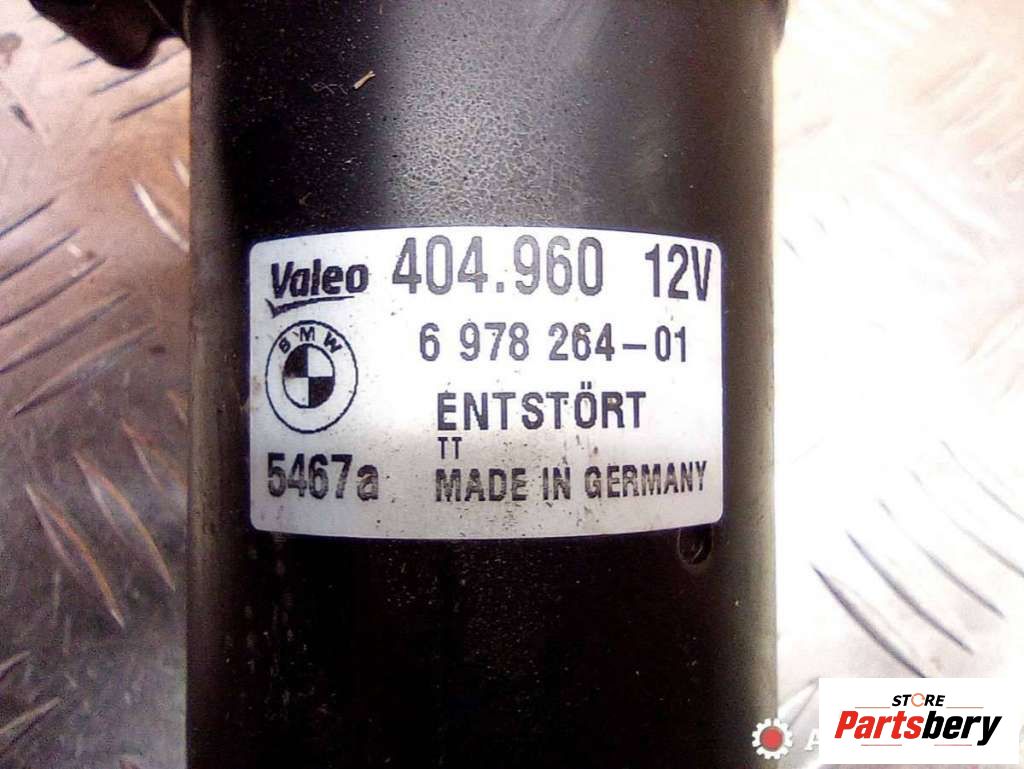 Valeo 404.960 12V
BMW 6 978 264-01
ENTSTÖRT
TT
5467a MADE IN GERMANY
STORE
Partsbery